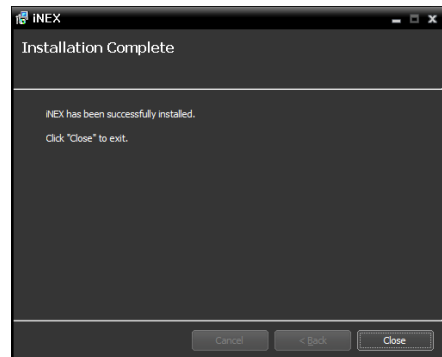 iNEX
Installation Complete
iNEX has been successfully installed.
Click "Close" to exit.
Cancel
< Back
Close